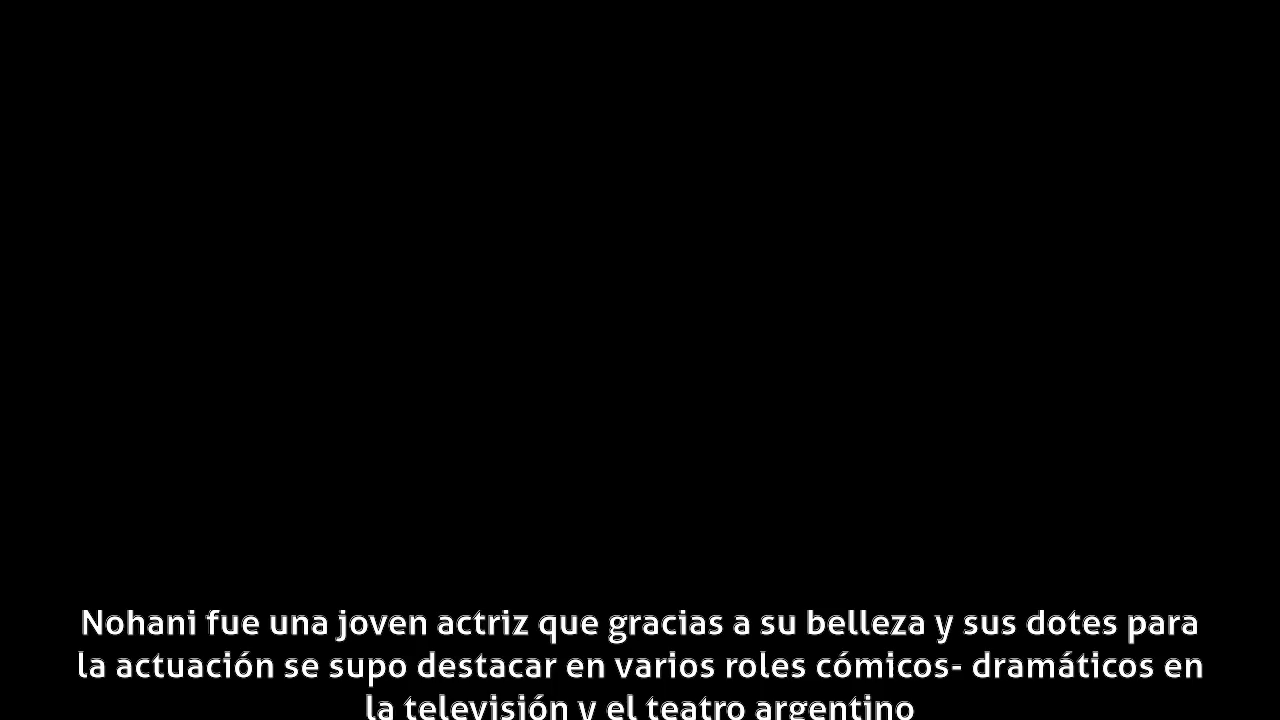 Nohani fue una joven actriz que gracias a su belleza y sus dotes para
la actuación se supo destacar en varios roles cómicos- dramáticos en
la televisión y el teatro argentino